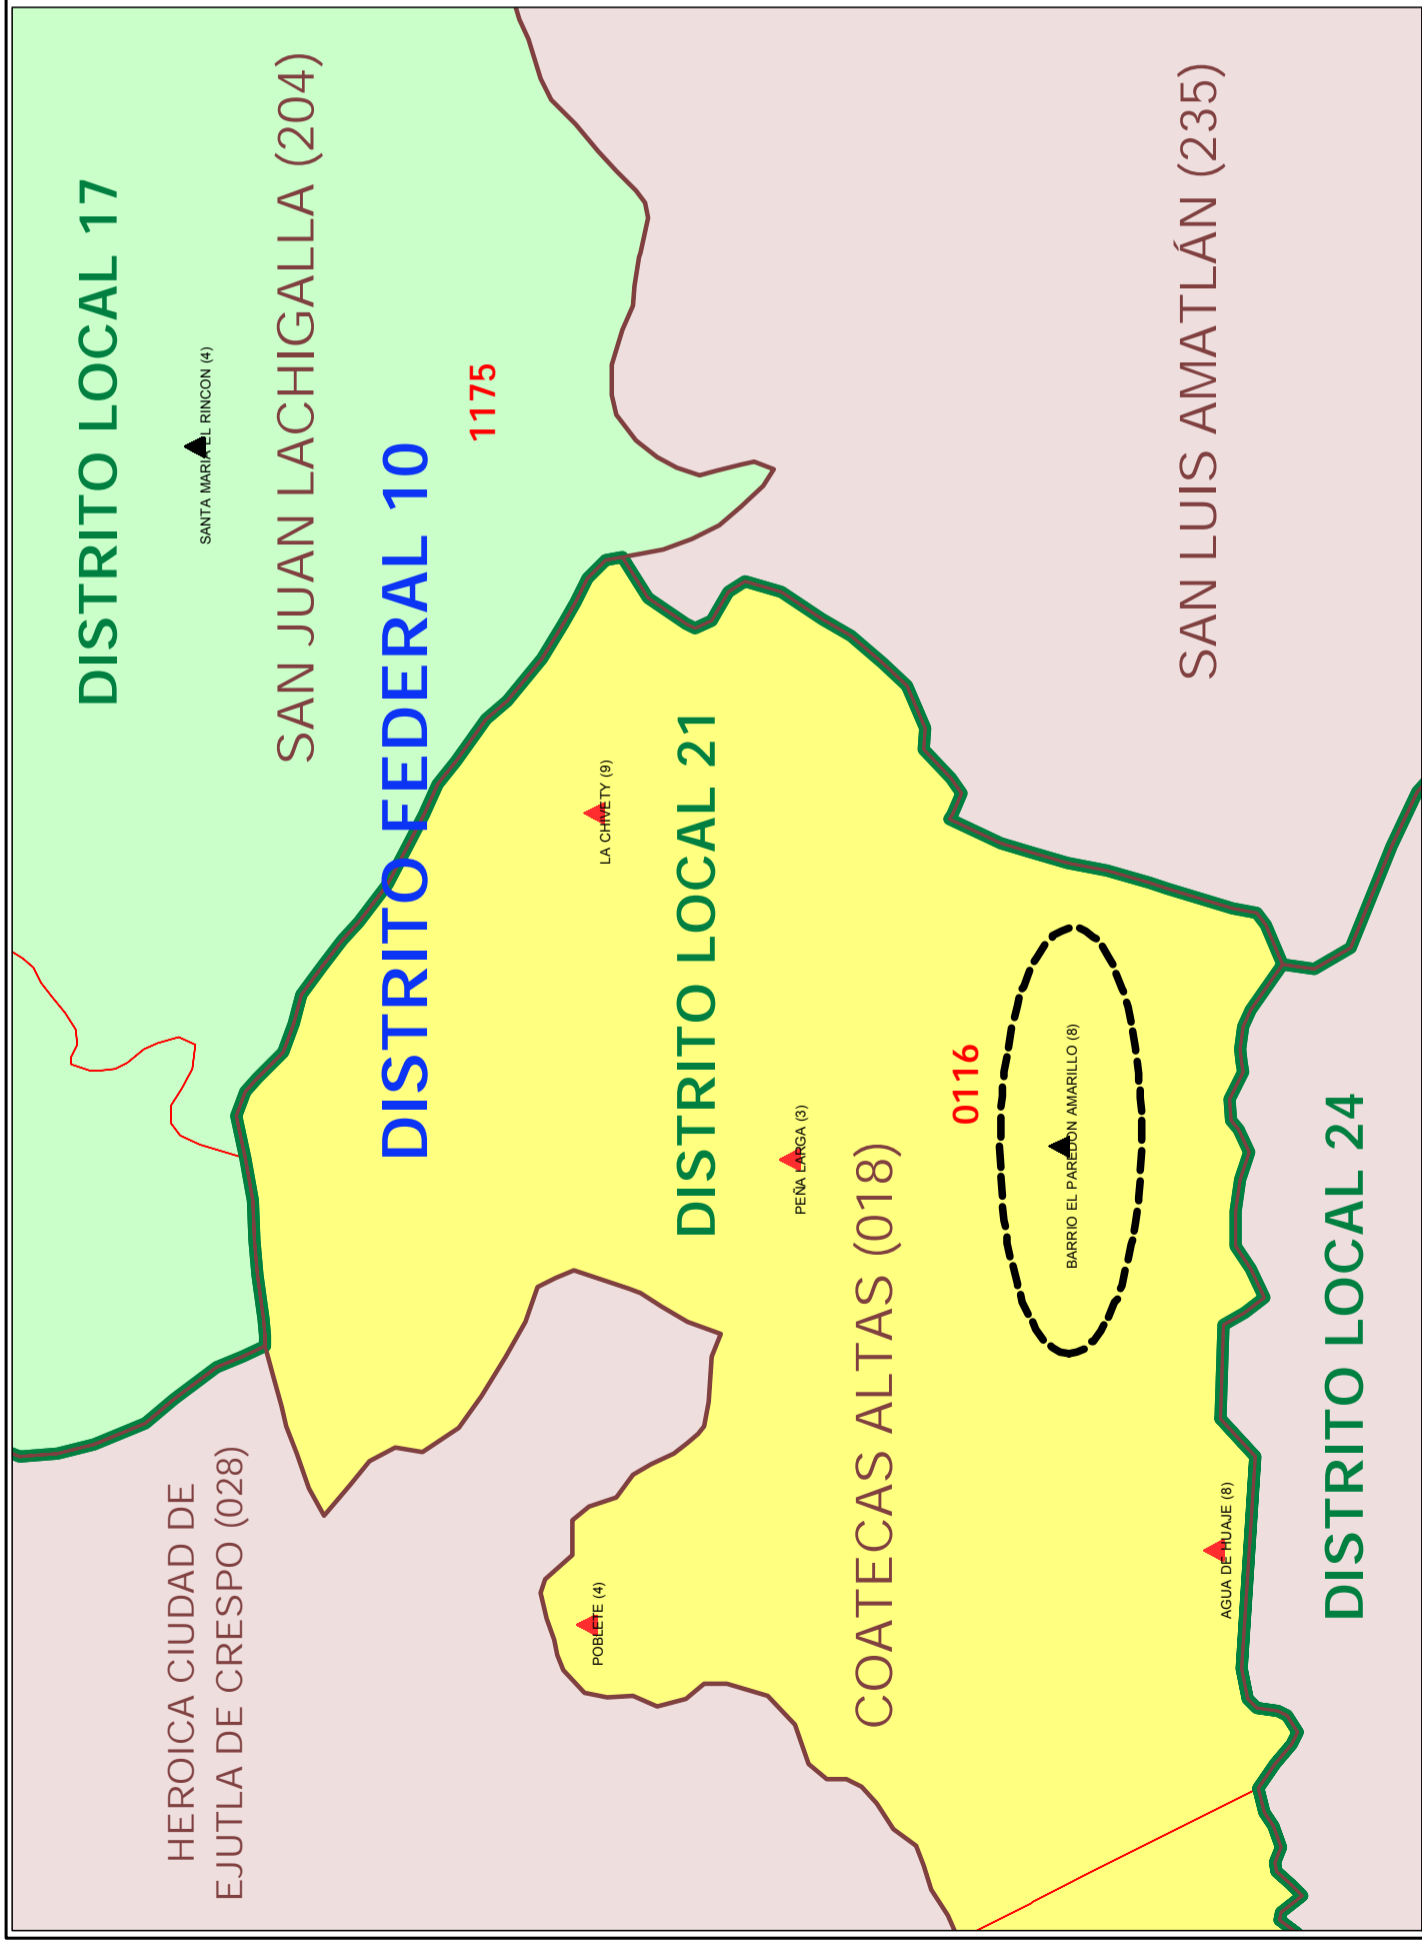 HEROICA CIUDAD DE
EJUTLA DE CRESPO (028)
DISTRITO LOCAL 17
SANTA MARIA EL RINCON (4)
SAN JUAN LACHIGALLA (204)
DISTRITO FEDERAL 10
1175
POBLETE (4)
LA CHIVETY (9)
DISTRITO LOCAL 21
PEÑA LARGA (3)
COATECAS ALTAS (018)
0116
BARRIO EL PAREDON AMARILLO (8)
SAN LUIS AMATLÁN (235)
AGUA DE HUAJE (8)
DISTRITO LOCAL 24